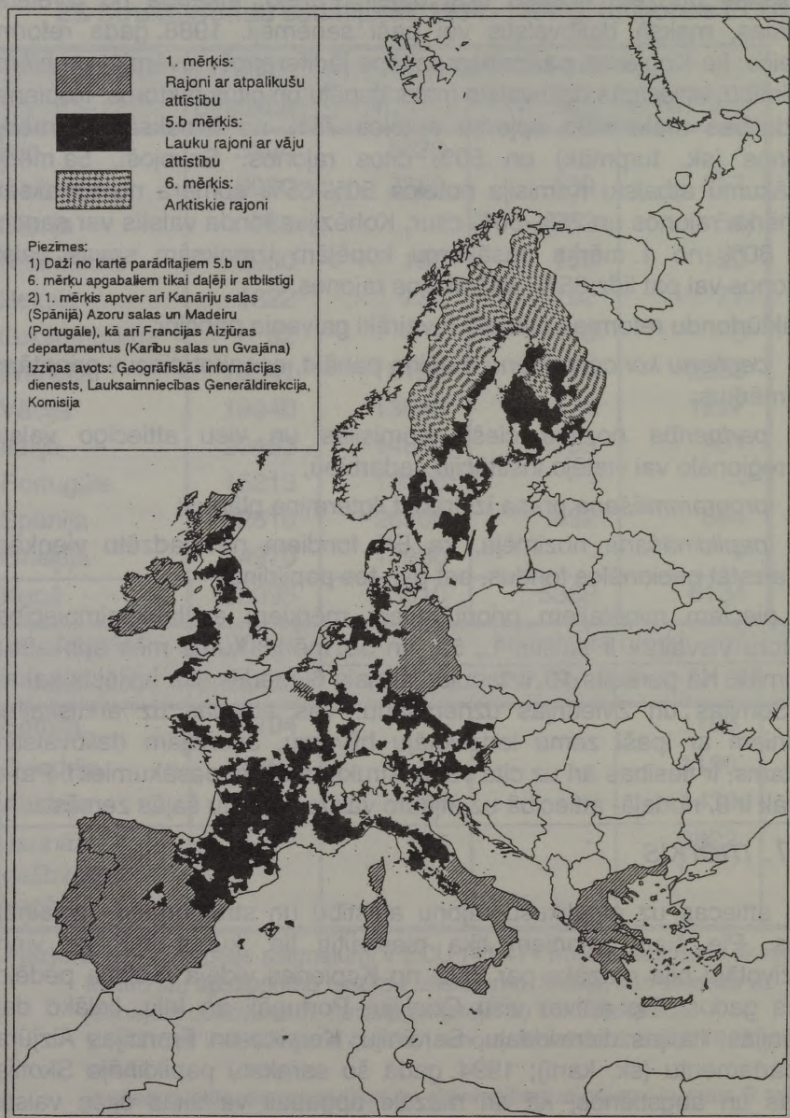 1. mērķis:
Rajoni ar atpalikušu
attīstību
5.b mērķis:
Lauku rajoni ar vāju
attīstību
6. mērķis:
Arktiskie rajoni
Piezīmes:
1) Daži no kartē parādītajiem 5.b un
6. mērķu apgabaliem tikai daļēji ir atbilstīgi
2) 1. mērķis aptver arī Kanāriju salas
(Spānijā) Azoru salas un Madeiru
(Portugāle), kā arī Francijas Aizjūras
departamentus (Karibu salas un Gvajāna)
Izziņas avots: Ģeogrāfiskās informācijas
dienests, Lauksaimniecības Ģenerāldirekcija,
Komisija